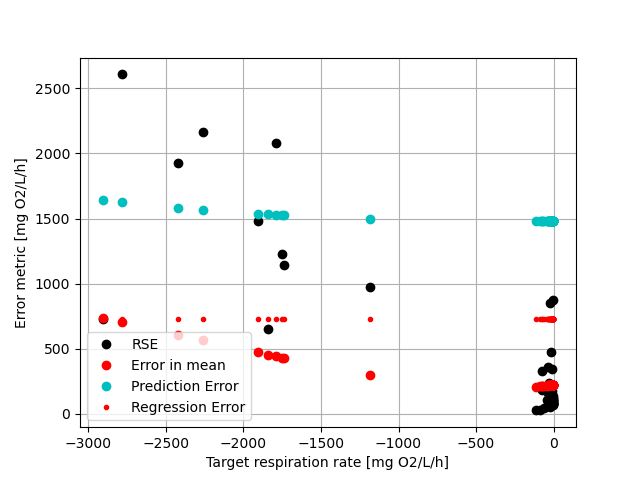 2500
2000
1500
1000
500
0
Error metric [mg O2/L/h]
RSE
Error in mean
Prediction Error
Regression Error
−3000 −2500 −2000 −1500 −1000 −500 0
Target respiration rate [mg O2/L/h]